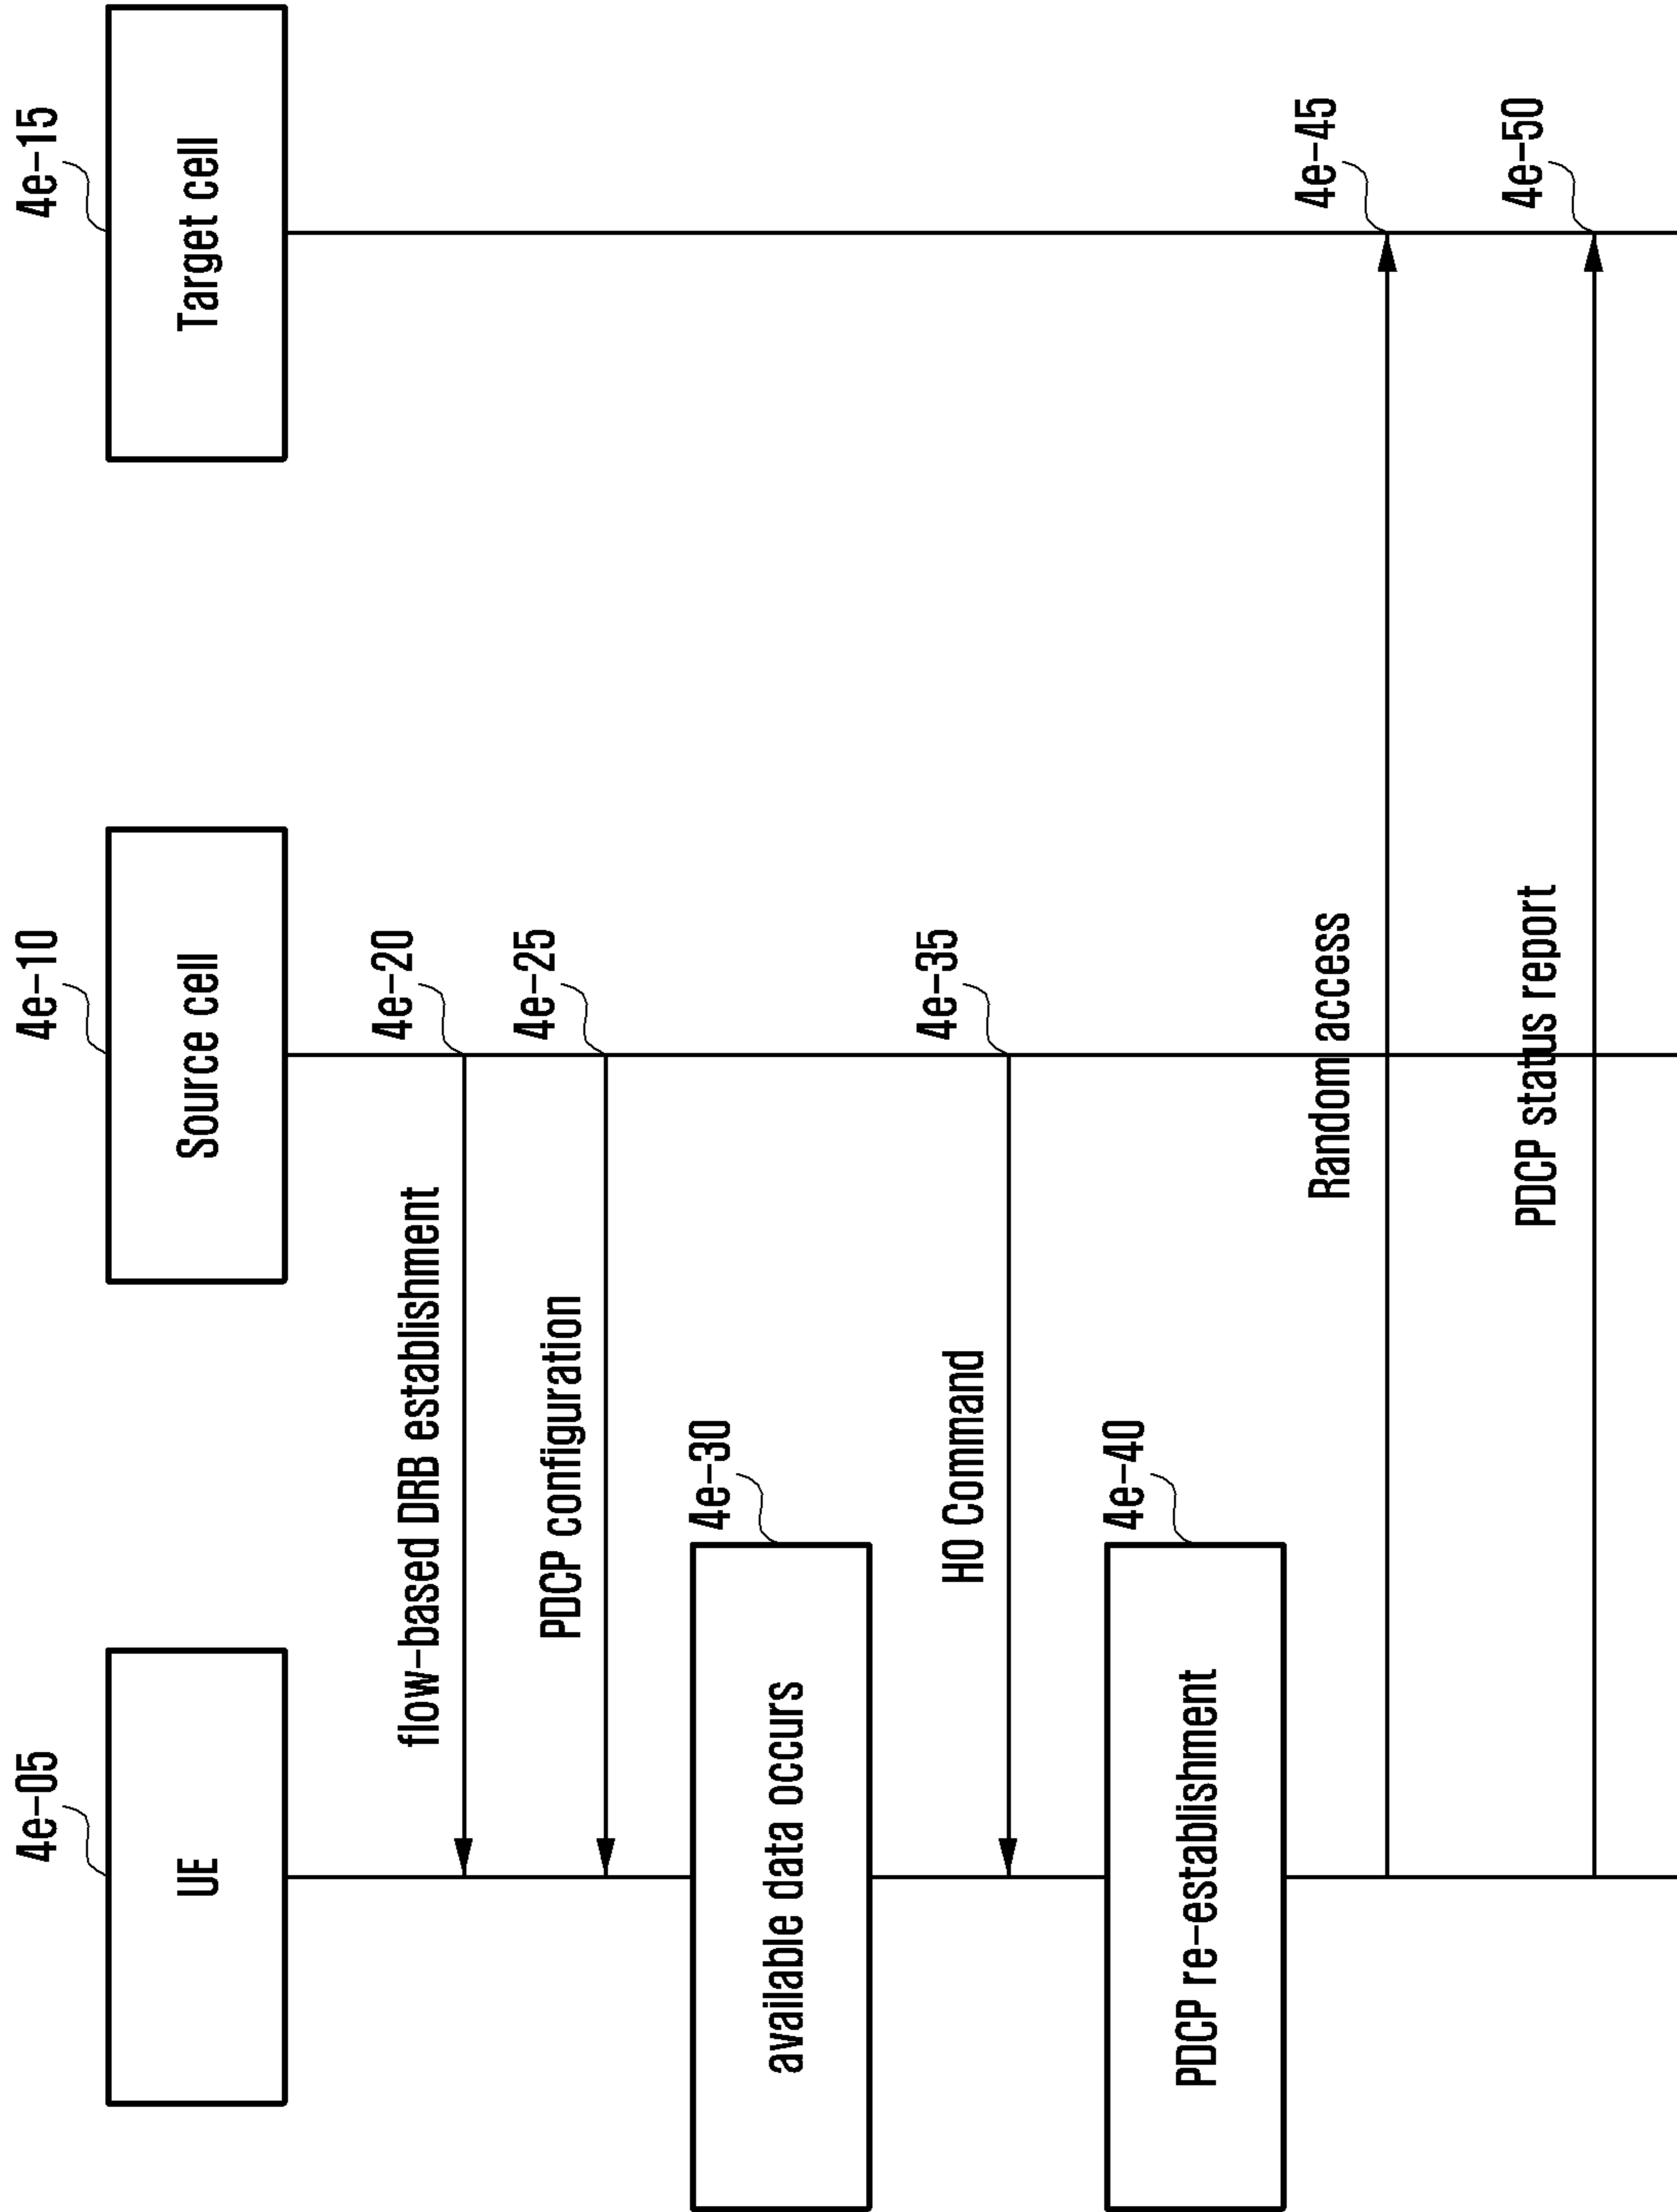 4e-05
UE
4e-10
Source cell
4e-15
Target cell
4e-20
flow-based DRB establishment
4e-25
PDCP configuration
4e-30
available data occurs
4e-35
HO Command
4e-40
PDCP re-establishment
4e-45
Random access
4e-50
PDCP status report